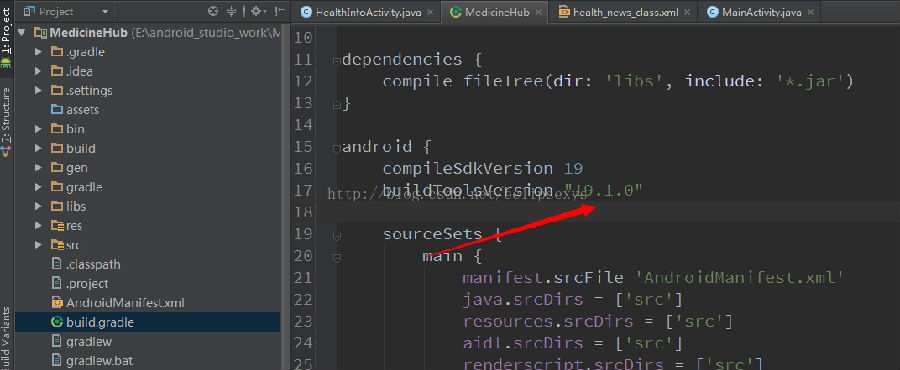 Project
HealthInfoActivity.java
MedicineHub
health_news_class.xml
MainActivity.java
1: Project
7: Structure
Build Variants
MedicineHub (E:\android_studio_work\M
.gradle
.idea
.settings
assets
bin
build
gen
gradle
libs
res
src
.classpath
.project
AndroidManifest.xml
build.gradle
gradlew
gradlew.bat
10
11 dependencies {
12 compile fileTree(dir: 'libs', include: '*.jar')
13 }
14
15 android {
16 compileSdkVersion 19
17 buildToolsVersion "19.1.0"
http://blog.csdn.net/eclipsexys
18
19 sourceSets {
20 main {
21 manifest.srcFile 'AndroidManifest.xml'
22 java.srcDirs = ['src']
23 resources.srcDirs = ['src']
24 aidl.srcDirs = ['src']
25 renderscript.srcDirs = ['src']